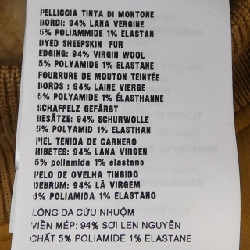 PELLICCIA TINTA DI MONTONE
BORDI: 94% LANA VERGINE
5% POLIAMMIDE 1% ELASTAN
DYED SHEEPSKIN FUR
EDGING: 94% VIRGIN WOOL
5% POLYAMIDE 1% ELASTANE
FOURRURE DE MOUTON TEINTÉE
BORDS : 94% LAINE VIERGE
5% POLYAMIDE 1% ÉLASTHANNE
SCHAFPELZ GEFÄRBT
BESÄTZE: 94% SCHURWOLLE
5% POLYAMID 1% ELASTHAN
PIEL TENIDA DE CARNERO
RIBETES: 94% LANA VIRGEN
5% poliamida 1% elastano
PELO DE OVELHA TINGIDO
DEBRUM: 94% LÃ VIRGEM
5% POLIAMIDA 1% ELASTANO
LÔNG DA CỪU NHUỘM
VIỀN MÉP: 94% SỢI LEN NGUYÊN
CHẤT 5% POLIAMIDE 1% ELASTANE